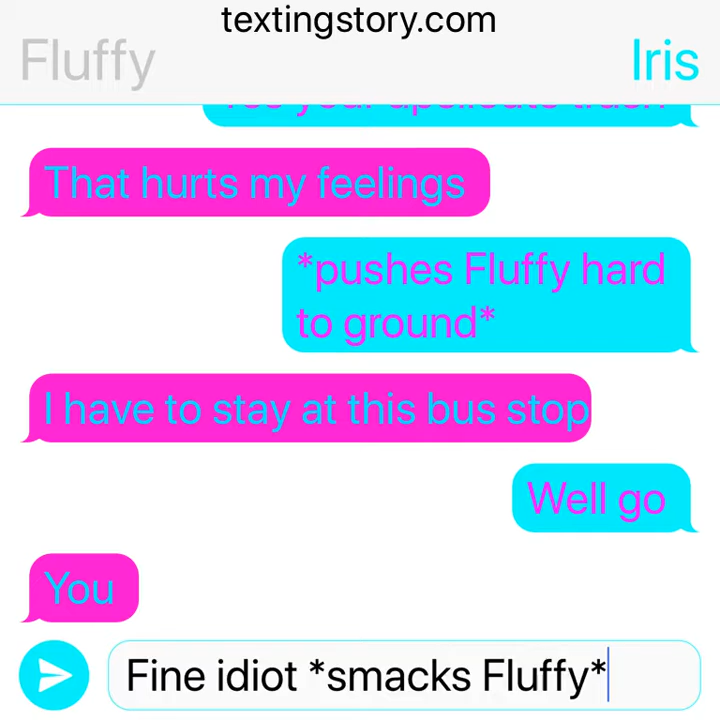 textingstory.com
Fluffy
Iris
That hurts my feelings
*pushes Fluffy hard
to ground*
I have to stay at this bus stop
Well go
You
Fine idiot *smacks Fluffy*